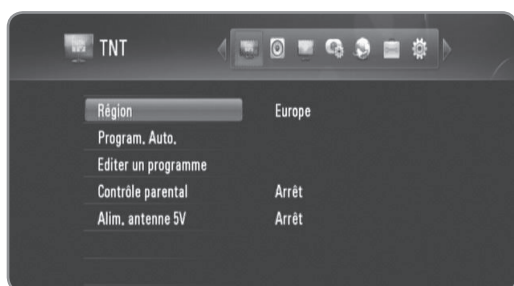 TNT
Région Europe
Program. Auto.
Editer un programme
Contrôle parental Arrêt
Alim. antenne 5V Arrêt